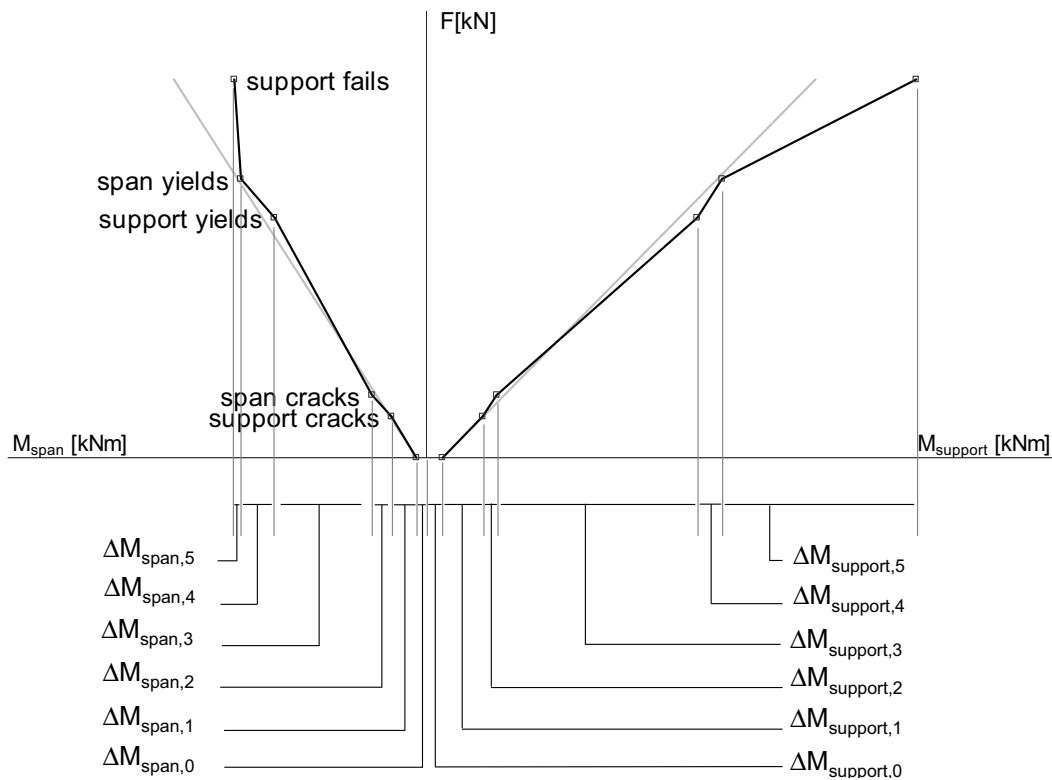 F[kN]
support fails
span yields
support yields
span cracks
support cracks
M_span [kNm]
M_support [kNm]
ΔM_span,5
ΔM_support,5
ΔM_span,4
ΔM_support,4
ΔM_span,3
ΔM_support,3
ΔM_span,2
ΔM_support,2
ΔM_span,1
ΔM_support,1
ΔM_span,0
ΔM_support,0